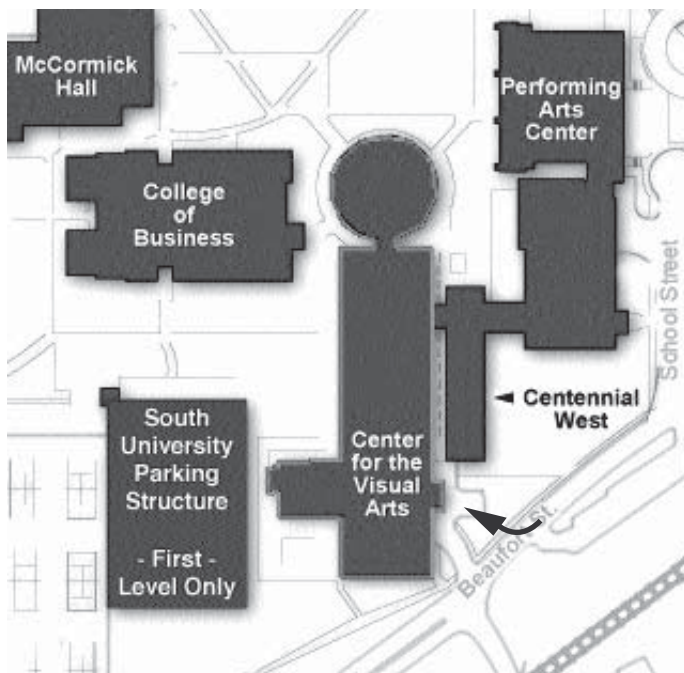 McCormick
Hall
Performing
Arts
Center
College
of
Business
School Street
Centennial
West
South
University
Parking
Structure
- First -
Level Only
Center
for the
Visual
Arts
Beaufort St.